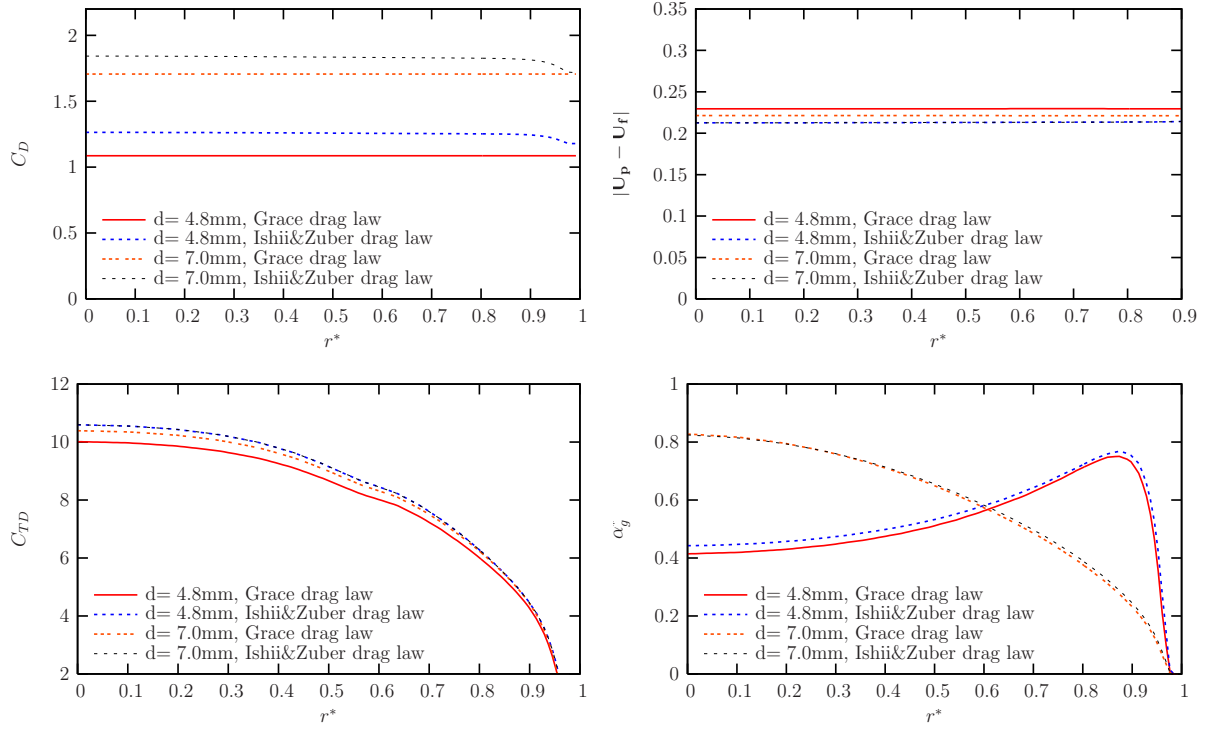 2
1.5
1
0.5
0
C_D
d= 4.8mm, Grace drag law
d= 4.8mm, Ishii&Zuber drag law
d= 7.0mm, Grace drag law
d= 7.0mm, Ishii&Zuber drag law
0 0.1 0.2 0.3 0.4 0.5 0.6 0.7 0.8 0.9 1
r*
0.35
0.3
0.25
0.2
0.15
0.1
0.05
0
|U_p − U_f|
d= 4.8mm, Grace drag law
d= 4.8mm, Ishii&Zuber drag law
d= 7.0mm, Grace drag law
d= 7.0mm, Ishii&Zuber drag law
0 0.1 0.2 0.3 0.4 0.5 0.6 0.7 0.8 0.9
r*
12
10
8
6
4
2
C_TD
d= 4.8mm, Grace drag law
d= 4.8mm, Ishii&Zuber drag law
d= 7.0mm, Grace drag law
d= 7.0mm, Ishii&Zuber drag law
0 0.1 0.2 0.3 0.4 0.5 0.6 0.7 0.8 0.9 1
r*
1
0.8
0.6
0.4
0.2
0
α_g
d= 4.8mm, Grace drag law
d= 4.8mm, Ishii&Zuber drag law
d= 7.0mm, Grace drag law
d= 7.0mm, Ishii&Zuber drag law
0 0.1 0.2 0.3 0.4 0.5 0.6 0.7 0.8 0.9 1
r*